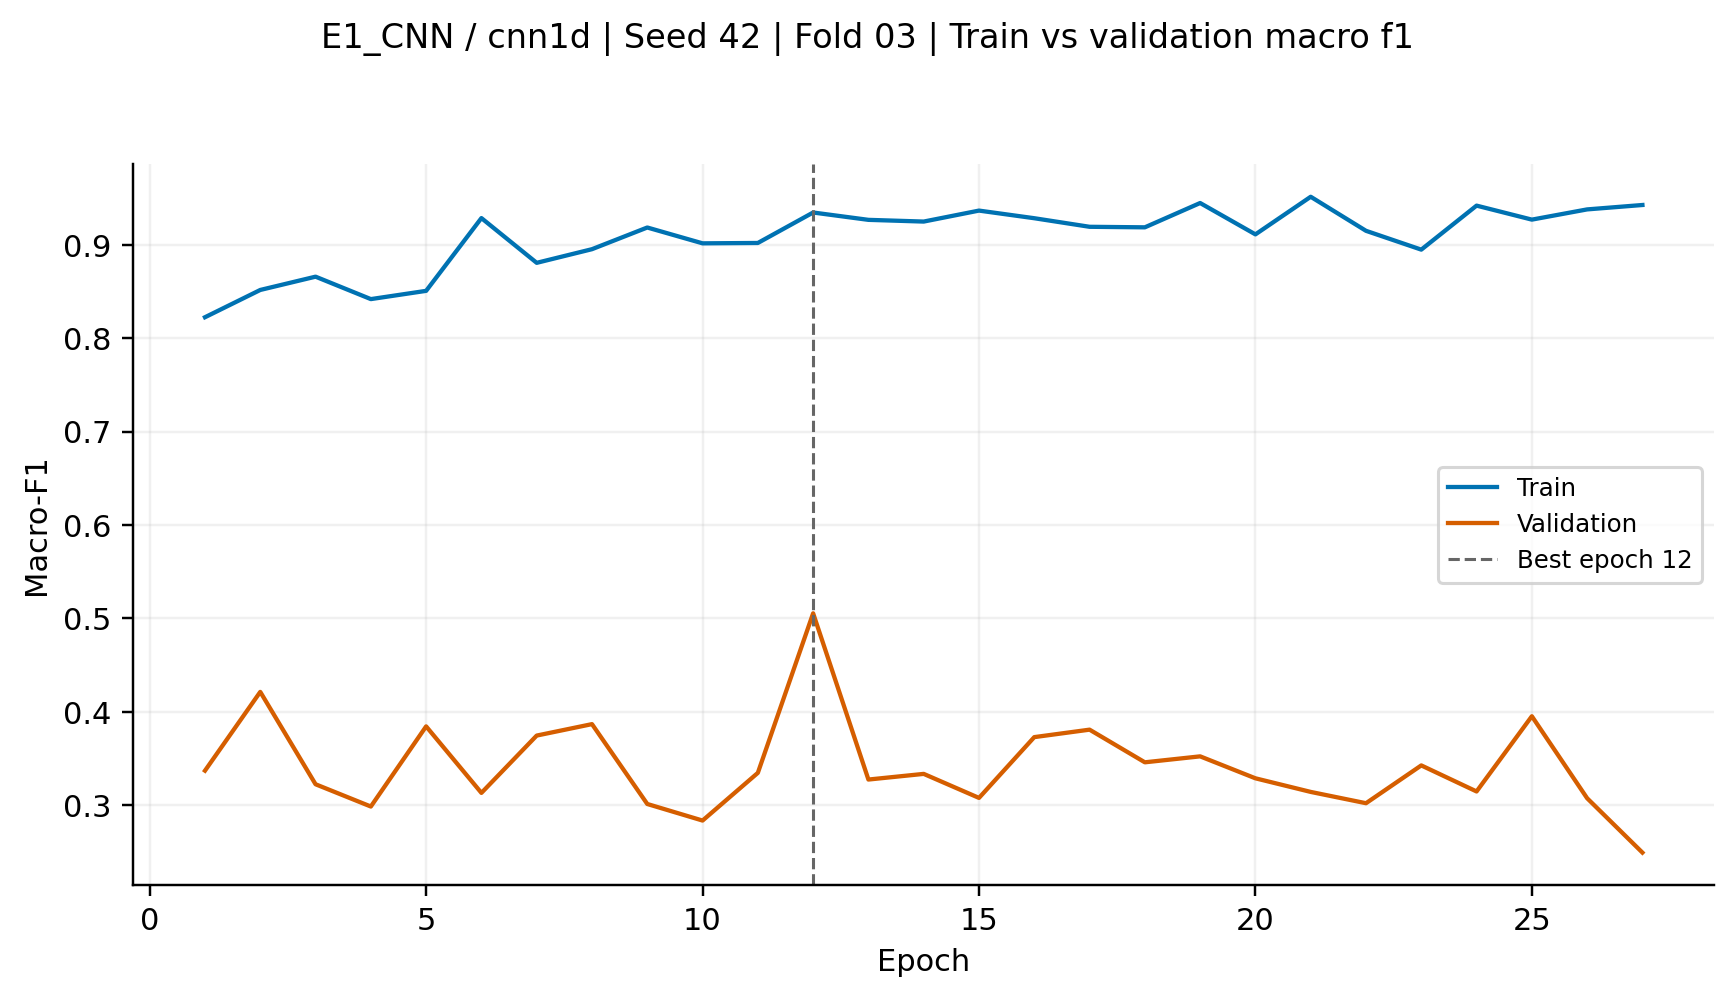 E1_CNN / cnn1d | Seed 42 | Fold 03 | Train vs validation macro f1
Macro-F1
0.9
0.8
0.7
0.6
0.5
0.4
0.3
Train
Validation
Best epoch 12
0 5 10 15 20 25
Epoch